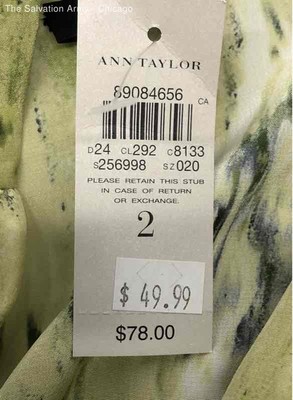 The Salvation Army Chicago
ANN TAYLOR
89084656
CA
D24 CL292 C8133
S256998 SZ020
PLEASE RETAIN THIS STUB
IN CASE OF RETURN
OR EXCHANGE.
2
$ 49.99
$78.00